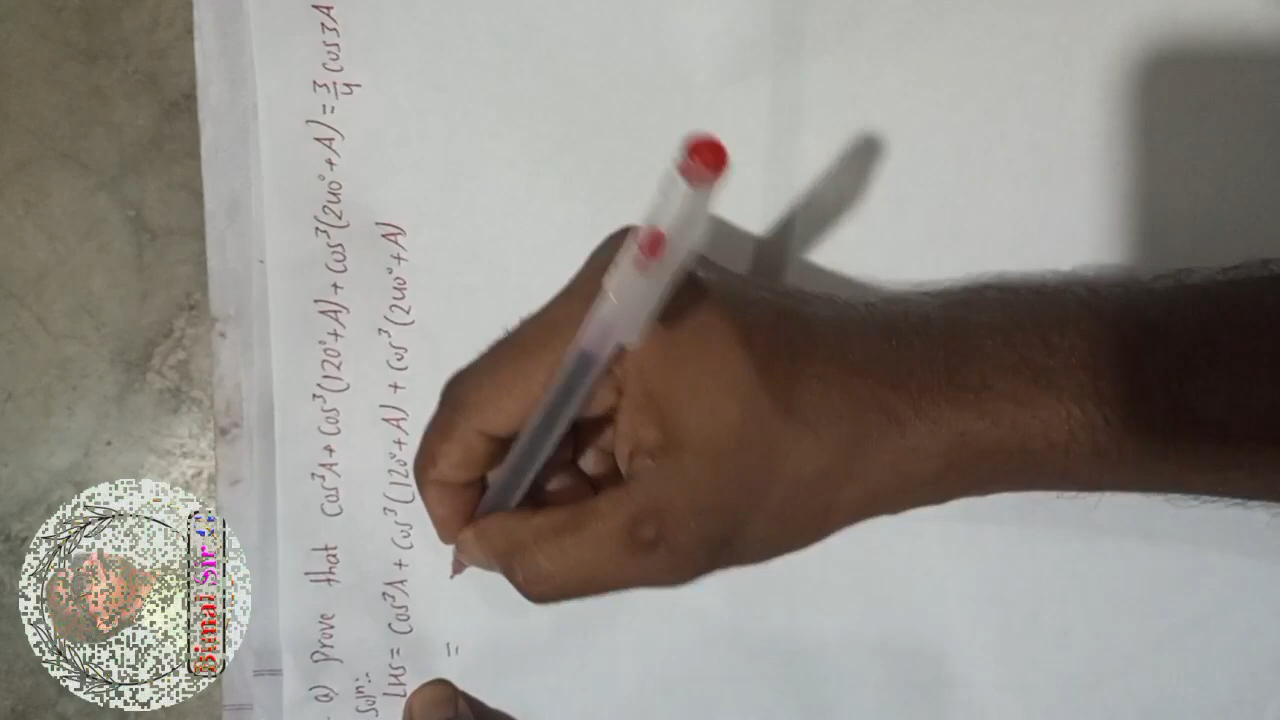 a) Prove that cos³A + cos³(120°+A) + cos³(240°+A) = 3/4 cos3A
Solⁿ:-
LHS = cos³A + cos³(120°+A) + cos³(240°+A)
=
Bimal Sir